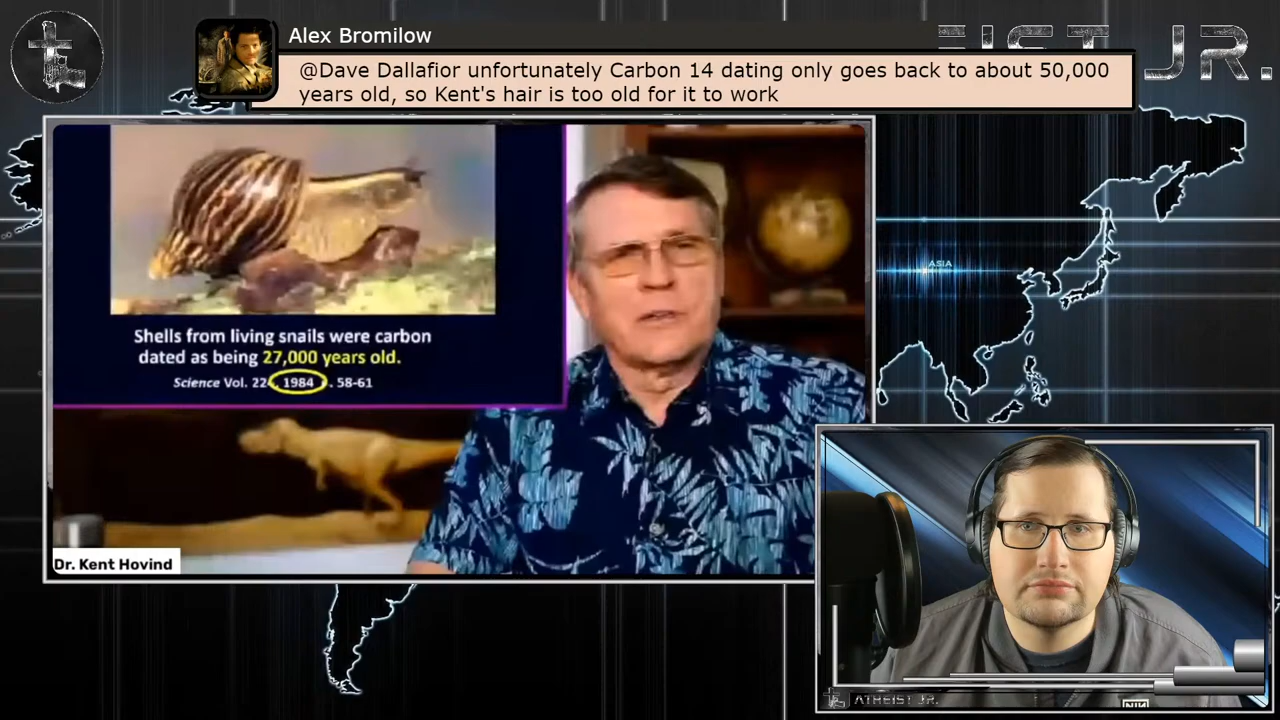 Alex Bromilow
EIST JR.
@Dave Dallafior unfortunately Carbon 14 dating only goes back to about 50,000
years old, so Kent's hair is too old for it to work
Shells from living snails were carbon
dated as being 27,000 years old.
Science Vol. 224, 1984 . 58-61
ASIA
Dr. Kent Hovind
ATHEIST JR.